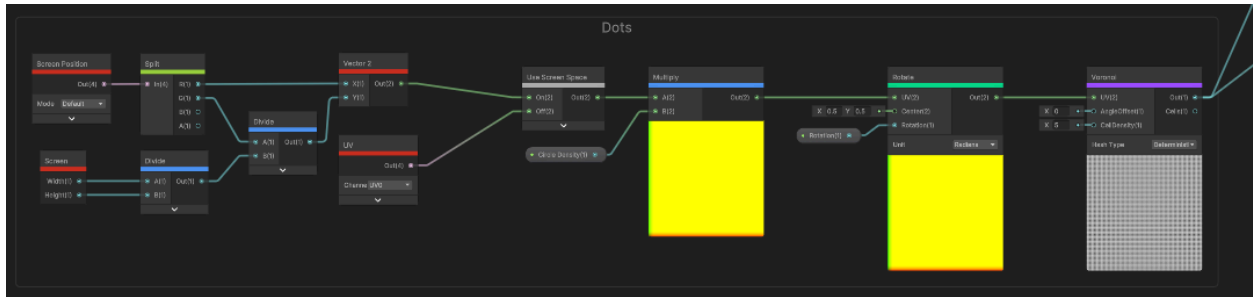 Dots
Screen Position
Out(4)
Mode Default
Split
In(4) R(1)
G(1)
B(1)
A(1)
Screen
Width(1)
Height(1)
Divide
A(1) Out(1)
B(1)
Divide
A(1) Out(1)
B(1)
Vector 2
X(1) Out(2)
Y(1)
UV
Out(4)
Channe UV0
Use Screen Space
On(2) Out(2)
Off(2)
Circle Density(1)
Multiply
A(2) Out(2)
B(2)
Rotation(1)
X 0.5 Y 0.5
Rotate
UV(2) Out(2)
Center(2)
Rotation(1)
Unit Radians
X 0
X 5
Voronoi
UV(2) Out(1)
AngleOffset(1) Cells(1)
CellDensity(1)
Hash Type Determinist